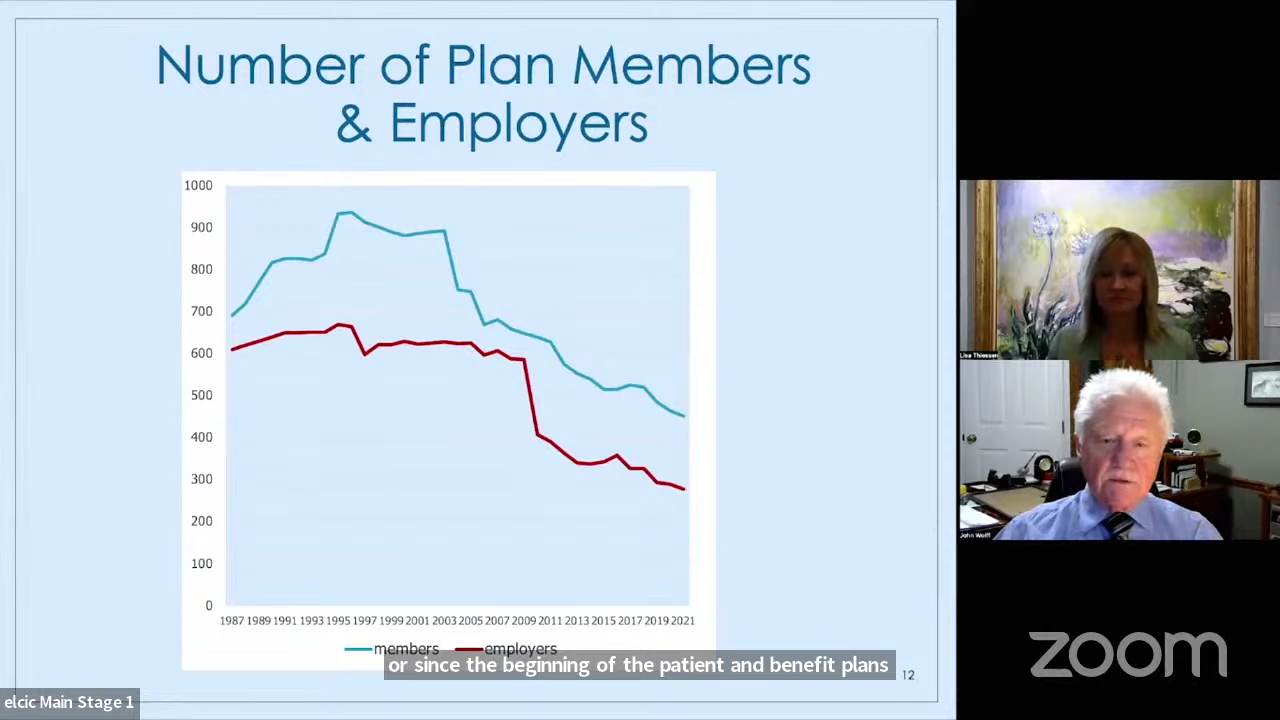 Number of Plan Members
& Employers
1000
900
800
700
600
500
400
300
200
100
0
1987 1989 1991 1993 1995 1997 1999 2001 2003 2005 2007 2009 2011 2013 2015 2017 2019 2021
members employers
or since the beginning of the patient and benefit plans
12
elcic Main Stage 1
Lisa Thiessen
John Wolff
zoom